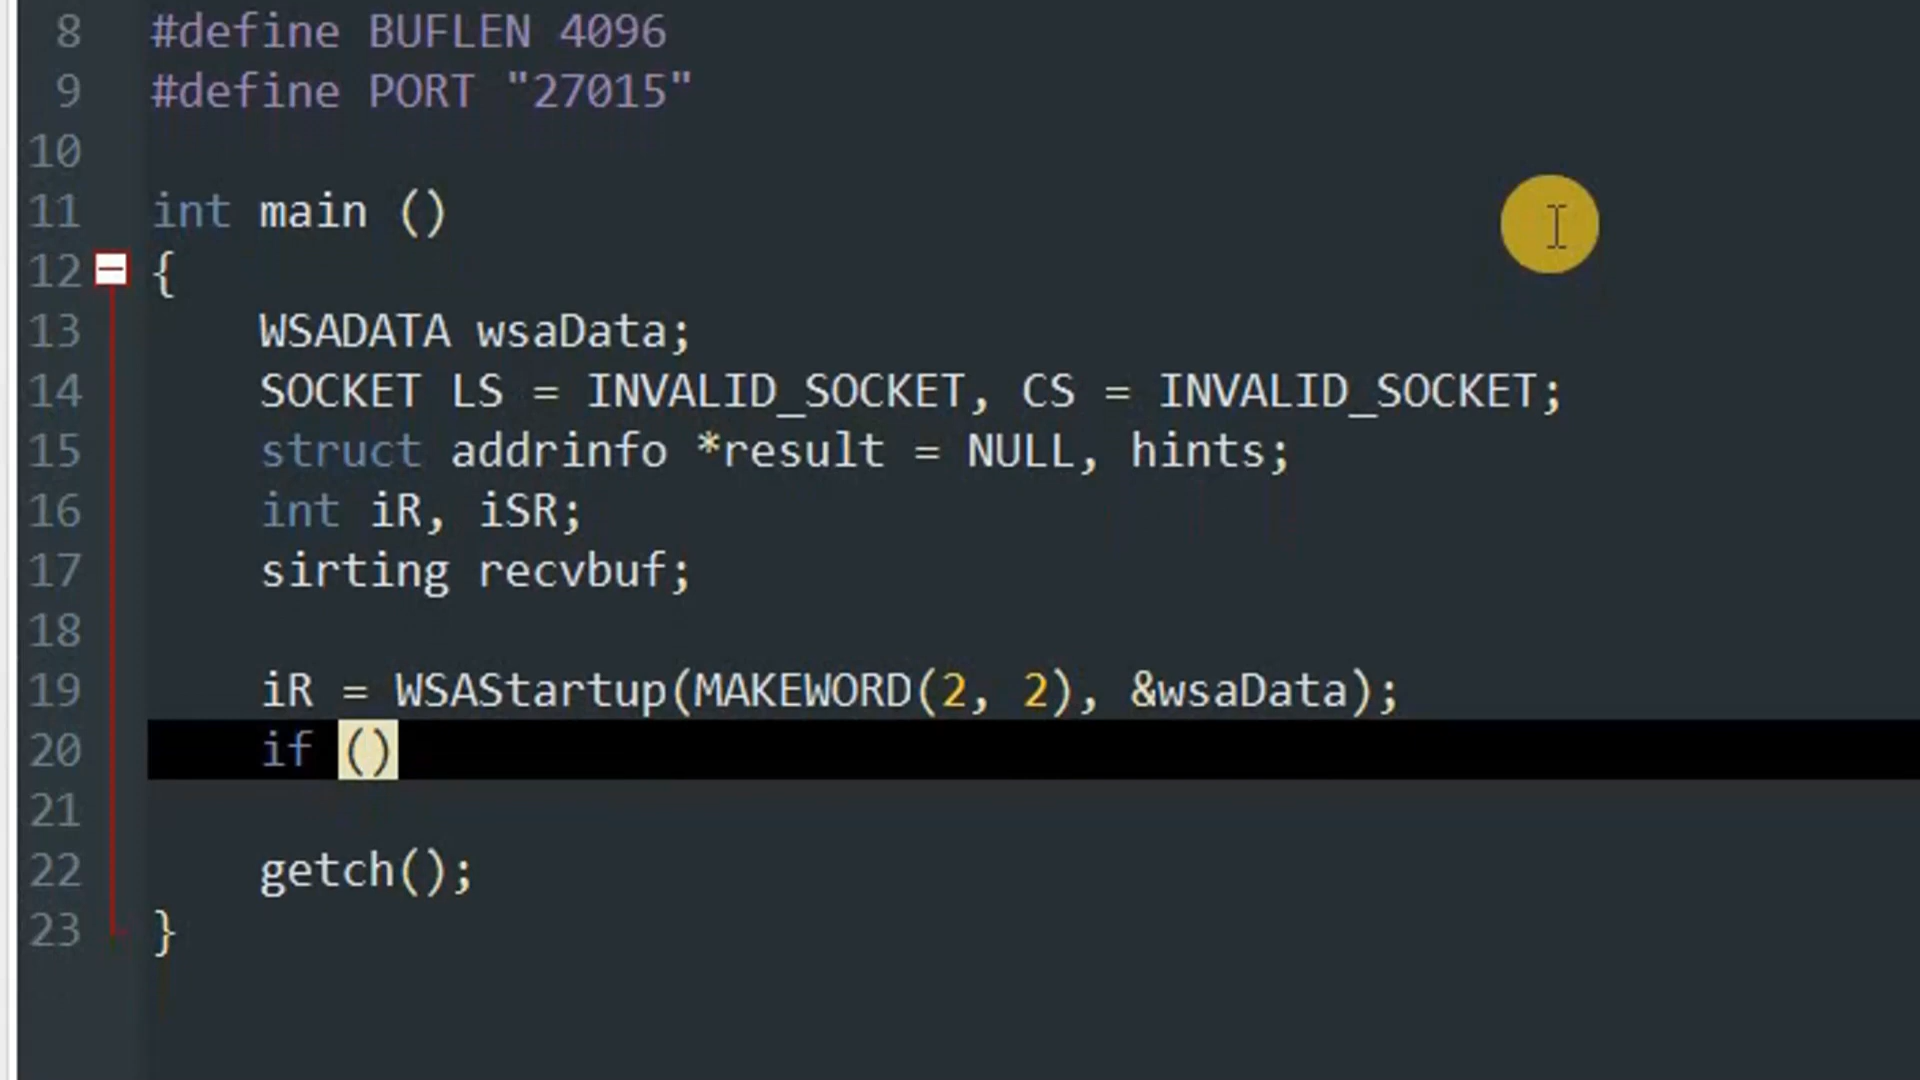 8 #define BUFLEN 4096
9 #define PORT "27015"
10
11 int main ()
12 {
13 WSADATA wsaData;
14 SOCKET LS = INVALID_SOCKET, CS = INVALID_SOCKET;
15 struct addrinfo *result = NULL, hints;
16 int iR, iSR;
17 sirting recvbuf;
18
19 iR = WSAStartup(MAKEWORD(2, 2), &wsaData);
20 if ()
21
22 getch();
23 }